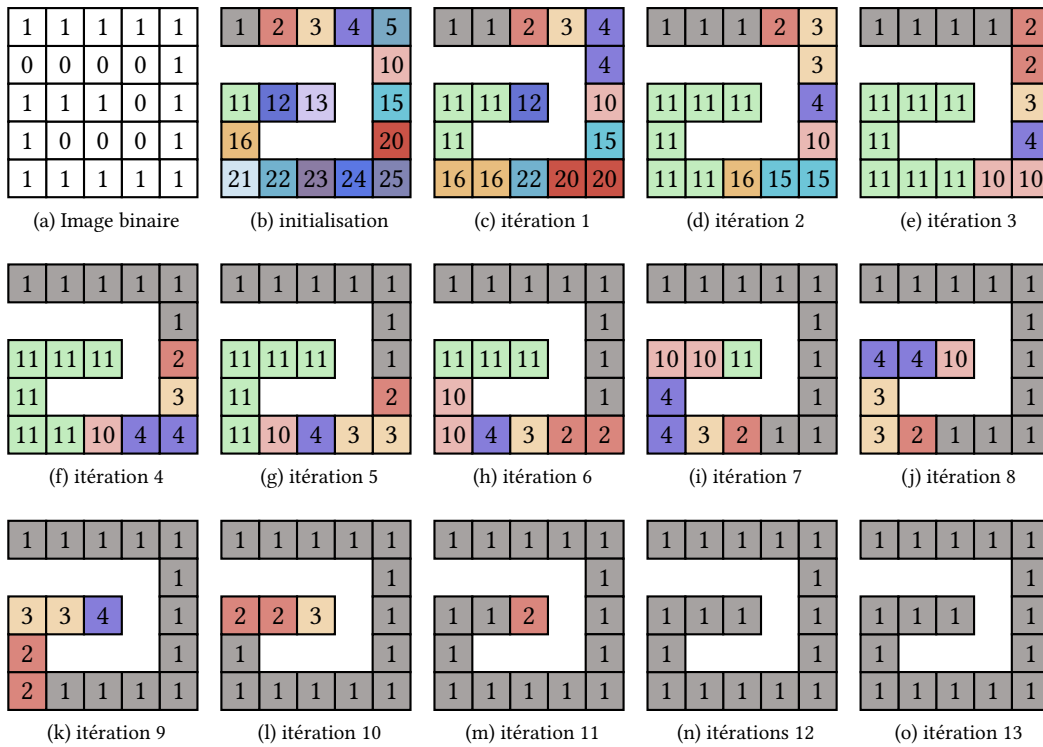 1 1 1 1 1 1 2 3 4 5 1 1 2 3 4 1 1 1 2 3 1 1 1 1 2
0 0 0 0 1 10 4 3 2
1 1 1 0 1 11 12 13 15 11 11 12 10 11 11 11 4 11 11 11 3
1 0 0 0 1 16 20 11 15 11 10 11 4
1 1 1 1 1 21 22 23 24 25 16 16 22 20 20 11 11 16 15 15 11 11 11 10 10
(a) Image binaire (b) initialisation (c) itération 1 (d) itération 2 (e) itération 3
1 1 1 1 1 1 1 1 1 1 1 1 1 1 1 1 1 1 1 1 1 1 1 1 1
1 1 1 1 1
11 11 11 2 11 11 11 1 11 11 11 1 10 10 11 1 4 4 10 1
11 3 11 2 10 1 4 1 3 1
11 11 10 4 4 11 10 4 3 3 10 4 3 2 2 4 3 2 1 1 3 2 1 1 1
(f) itération 4 (g) itération 5 (h) itération 6 (i) itération 7 (j) itération 8
1 1 1 1 1 1 1 1 1 1 1 1 1 1 1 1 1 1 1 1 1 1 1 1 1
1 1 1 1 1
3 3 4 1 2 2 3 1 1 1 2 1 1 1 1 1 1 1 1 1
2 1 1 1 1 1 1 1 1 1
2 1 1 1 1 1 1 1 1 1 1 1 1 1 1 1 1 1 1 1 1 1 1 1 1
(k) itération 9 (l) itération 10 (m) itération 11 (n) itérations 12 (o) itération 13